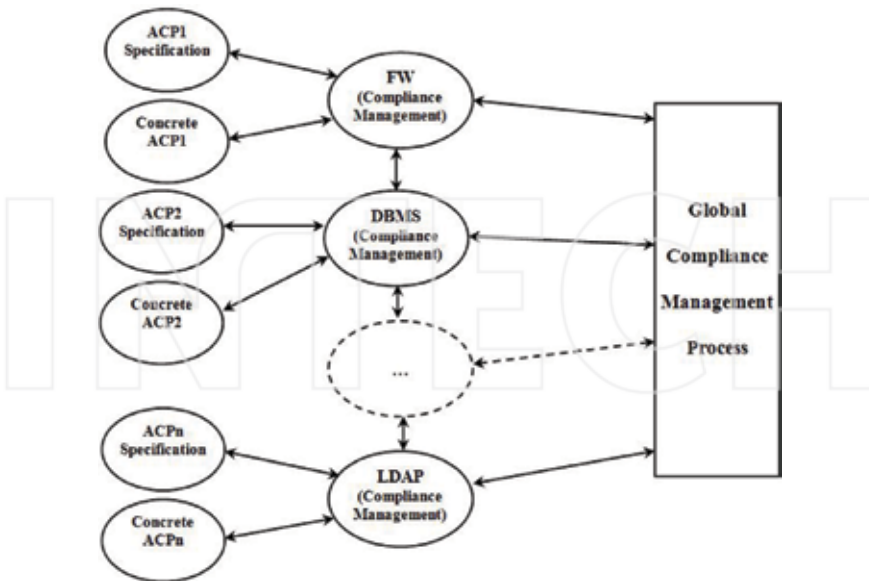 ACP1
Specification
FW
(Compliance
Management)
Concrete
ACP1
ACP2
Specification
DBMS
(Compliance
Management)
Concrete
ACP2
...
ACPn
Specification
LDAP
(Compliance
Management)
Concrete
ACPn
Global
Compliance
Management
Process
INTECH